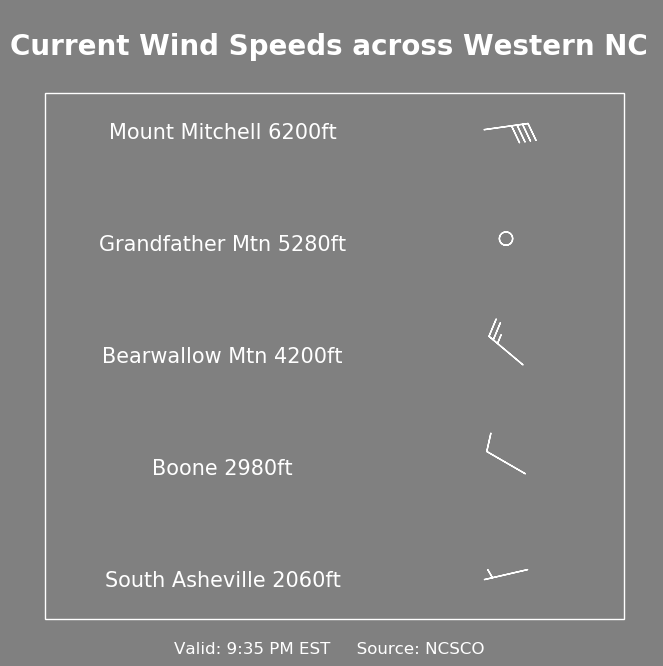 Current Wind Speeds across Western NC
Mount Mitchell 6200ft
Grandfather Mtn 5280ft
Bearwallow Mtn 4200ft
Boone 2980ft
South Asheville 2060ft
Valid: 9:35 PM EST Source: NCSCO